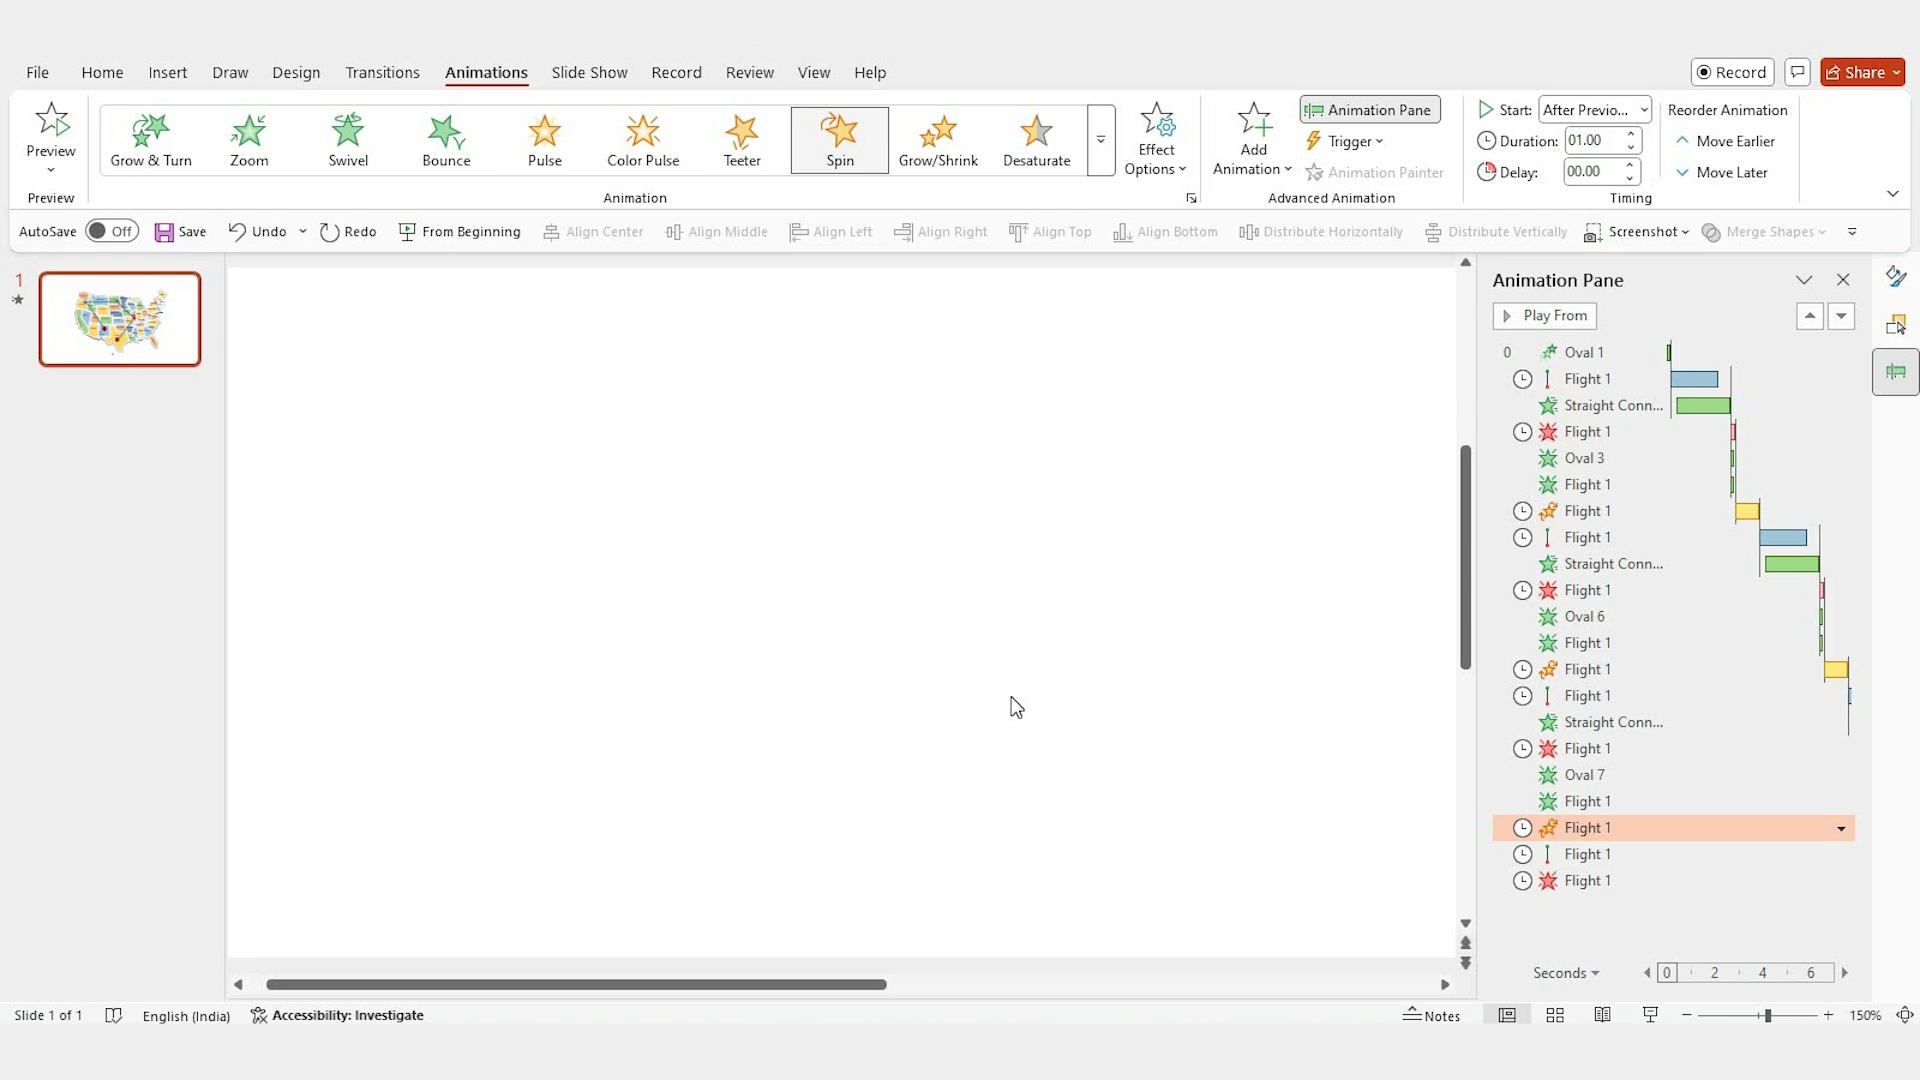 File Home Insert Draw Design Transitions Animations Slide Show Record Review View Help Record Share
Preview
Preview
Grow & Turn Zoom Swivel Bounce Pulse Color Pulse Teeter Spin Grow/Shrink Desaturate
Animation
Effect
Options
Add
Animation
Animation Pane
Trigger
Animation Painter
Advanced Animation
Start: After Previo...
Duration: 01.00
Delay: 00.00
Timing
Reorder Animation
Move Earlier
Move Later
AutoSave Off Save Undo Redo From Beginning Align Center Align Middle Align Left Align Right Align Top Align Bottom Distribute Horizontally Distribute Vertically Screenshot Merge Shapes
1
Animation Pane
Play From
0 Oval 1
Flight 1
Straight Conn...
Flight 1
Oval 3
Flight 1
Flight 1
Flight 1
Straight Conn...
Flight 1
Oval 6
Flight 1
Flight 1
Flight 1
Straight Conn...
Flight 1
Oval 7
Flight 1
Flight 1
Flight 1
Flight 1
Seconds 0 2 4 6
Slide 1 of 1 English (India) Accessibility: Investigate Notes 150%